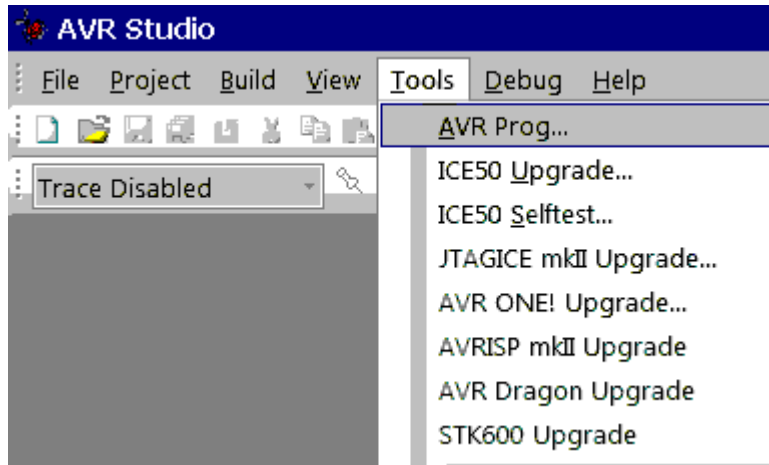 AVR Studio
File Project Build View Tools Debug Help
AVR Prog...
Trace Disabled
ICE50 Upgrade...
ICE50 Selftest...
JTAGICE mkII Upgrade...
AVR ONE! Upgrade...
AVRISP mkII Upgrade
AVR Dragon Upgrade
STK600 Upgrade